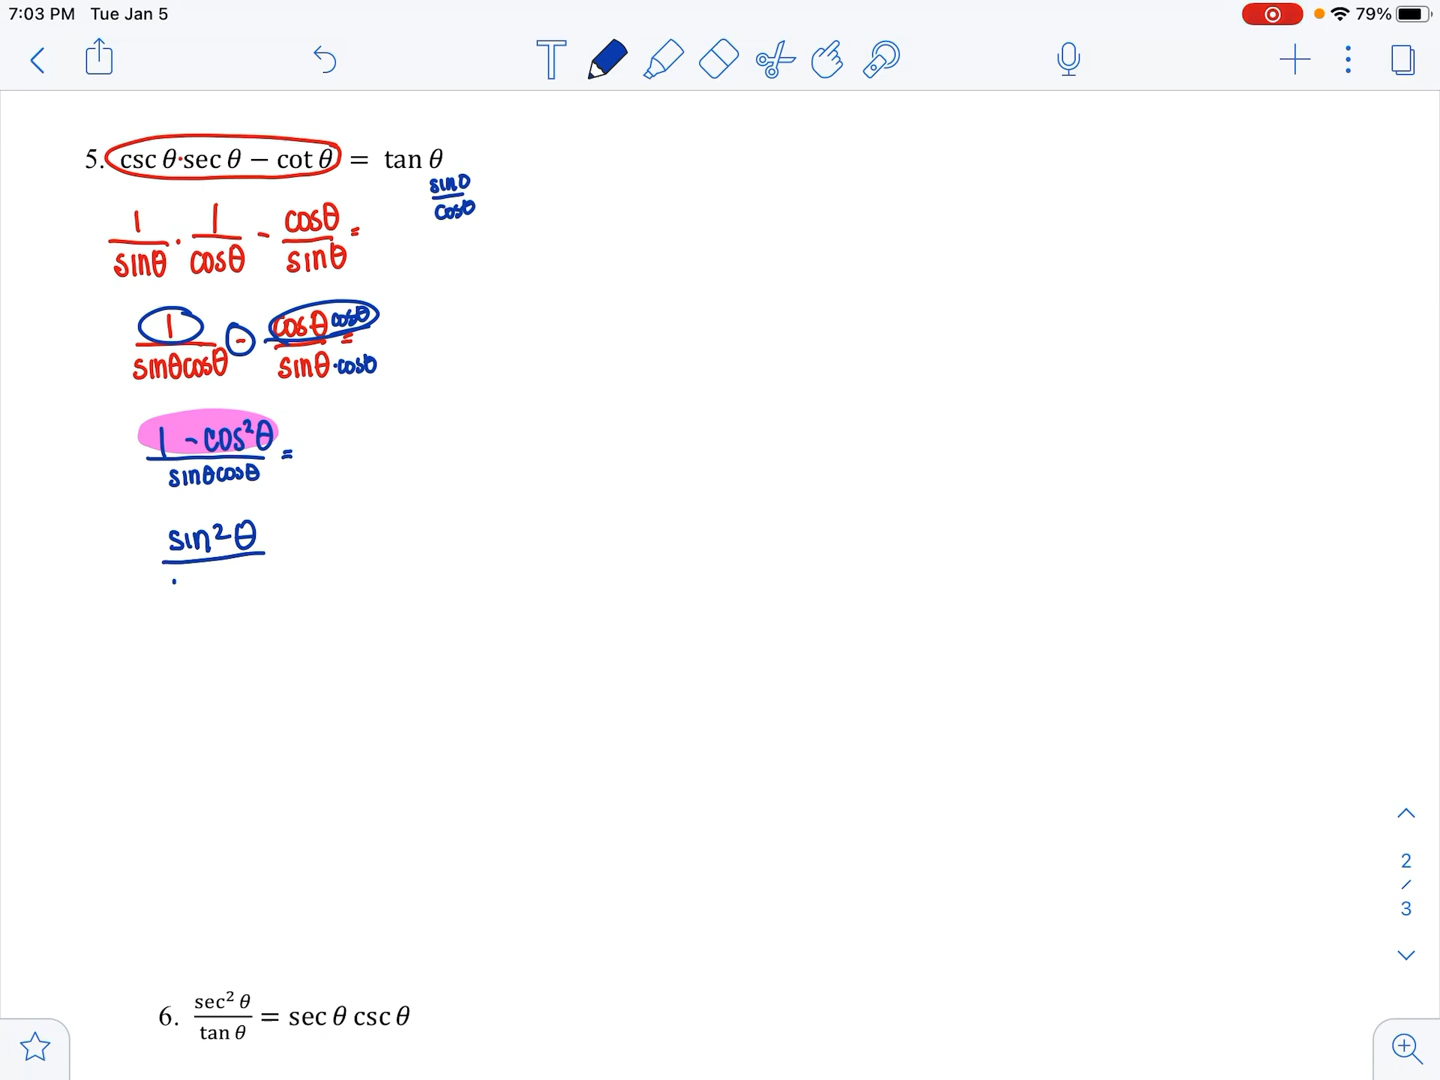 7:03 PM Tue Jan 5 79%
5. csc θ·sec θ − cot θ = tan θ
sinθ/cosθ
1/sinθ · 1/cosθ - cosθ/sinθ =
1/sinθcosθ - cosθ cosθ/sinθ·cosθ =
1 - cos²θ/sinθcosθ =
sin²θ
6. sec² θ/tan θ = sec θ csc θ
2
/
3